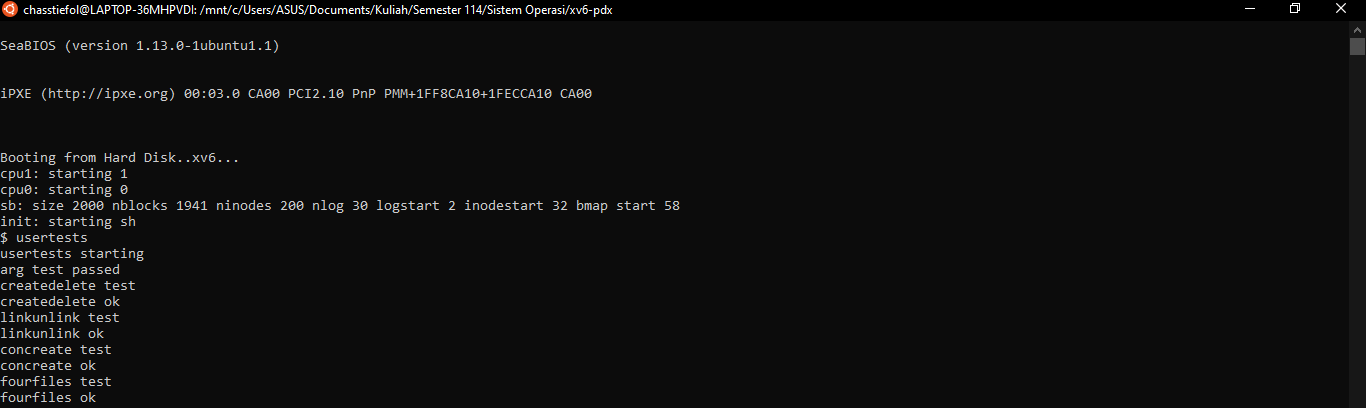 chasstiefol@LAPTOP-36MHPVDI: /mnt/c/Users/ASUS/Documents/Kuliah/Semester 114/Sistem Operasi/xv6-pdx
SeaBIOS (version 1.13.0-1ubuntu1.1)
iPXE (http://ipxe.org) 00:03.0 CA00 PCI2.10 PnP PMM+1FF8CA10+1FECCA10 CA00
Booting from Hard Disk..xv6...
cpu1: starting 1
cpu0: starting 0
sb: size 2000 nblocks 1941 ninodes 200 nlog 30 logstart 2 inodestart 32 bmap start 58
init: starting sh
$ usertests
usertests starting
arg test passed
createdelete test
createdelete ok
linkunlink test
linkunlink ok
concreate test
concreate ok
fourfiles test
fourfiles ok